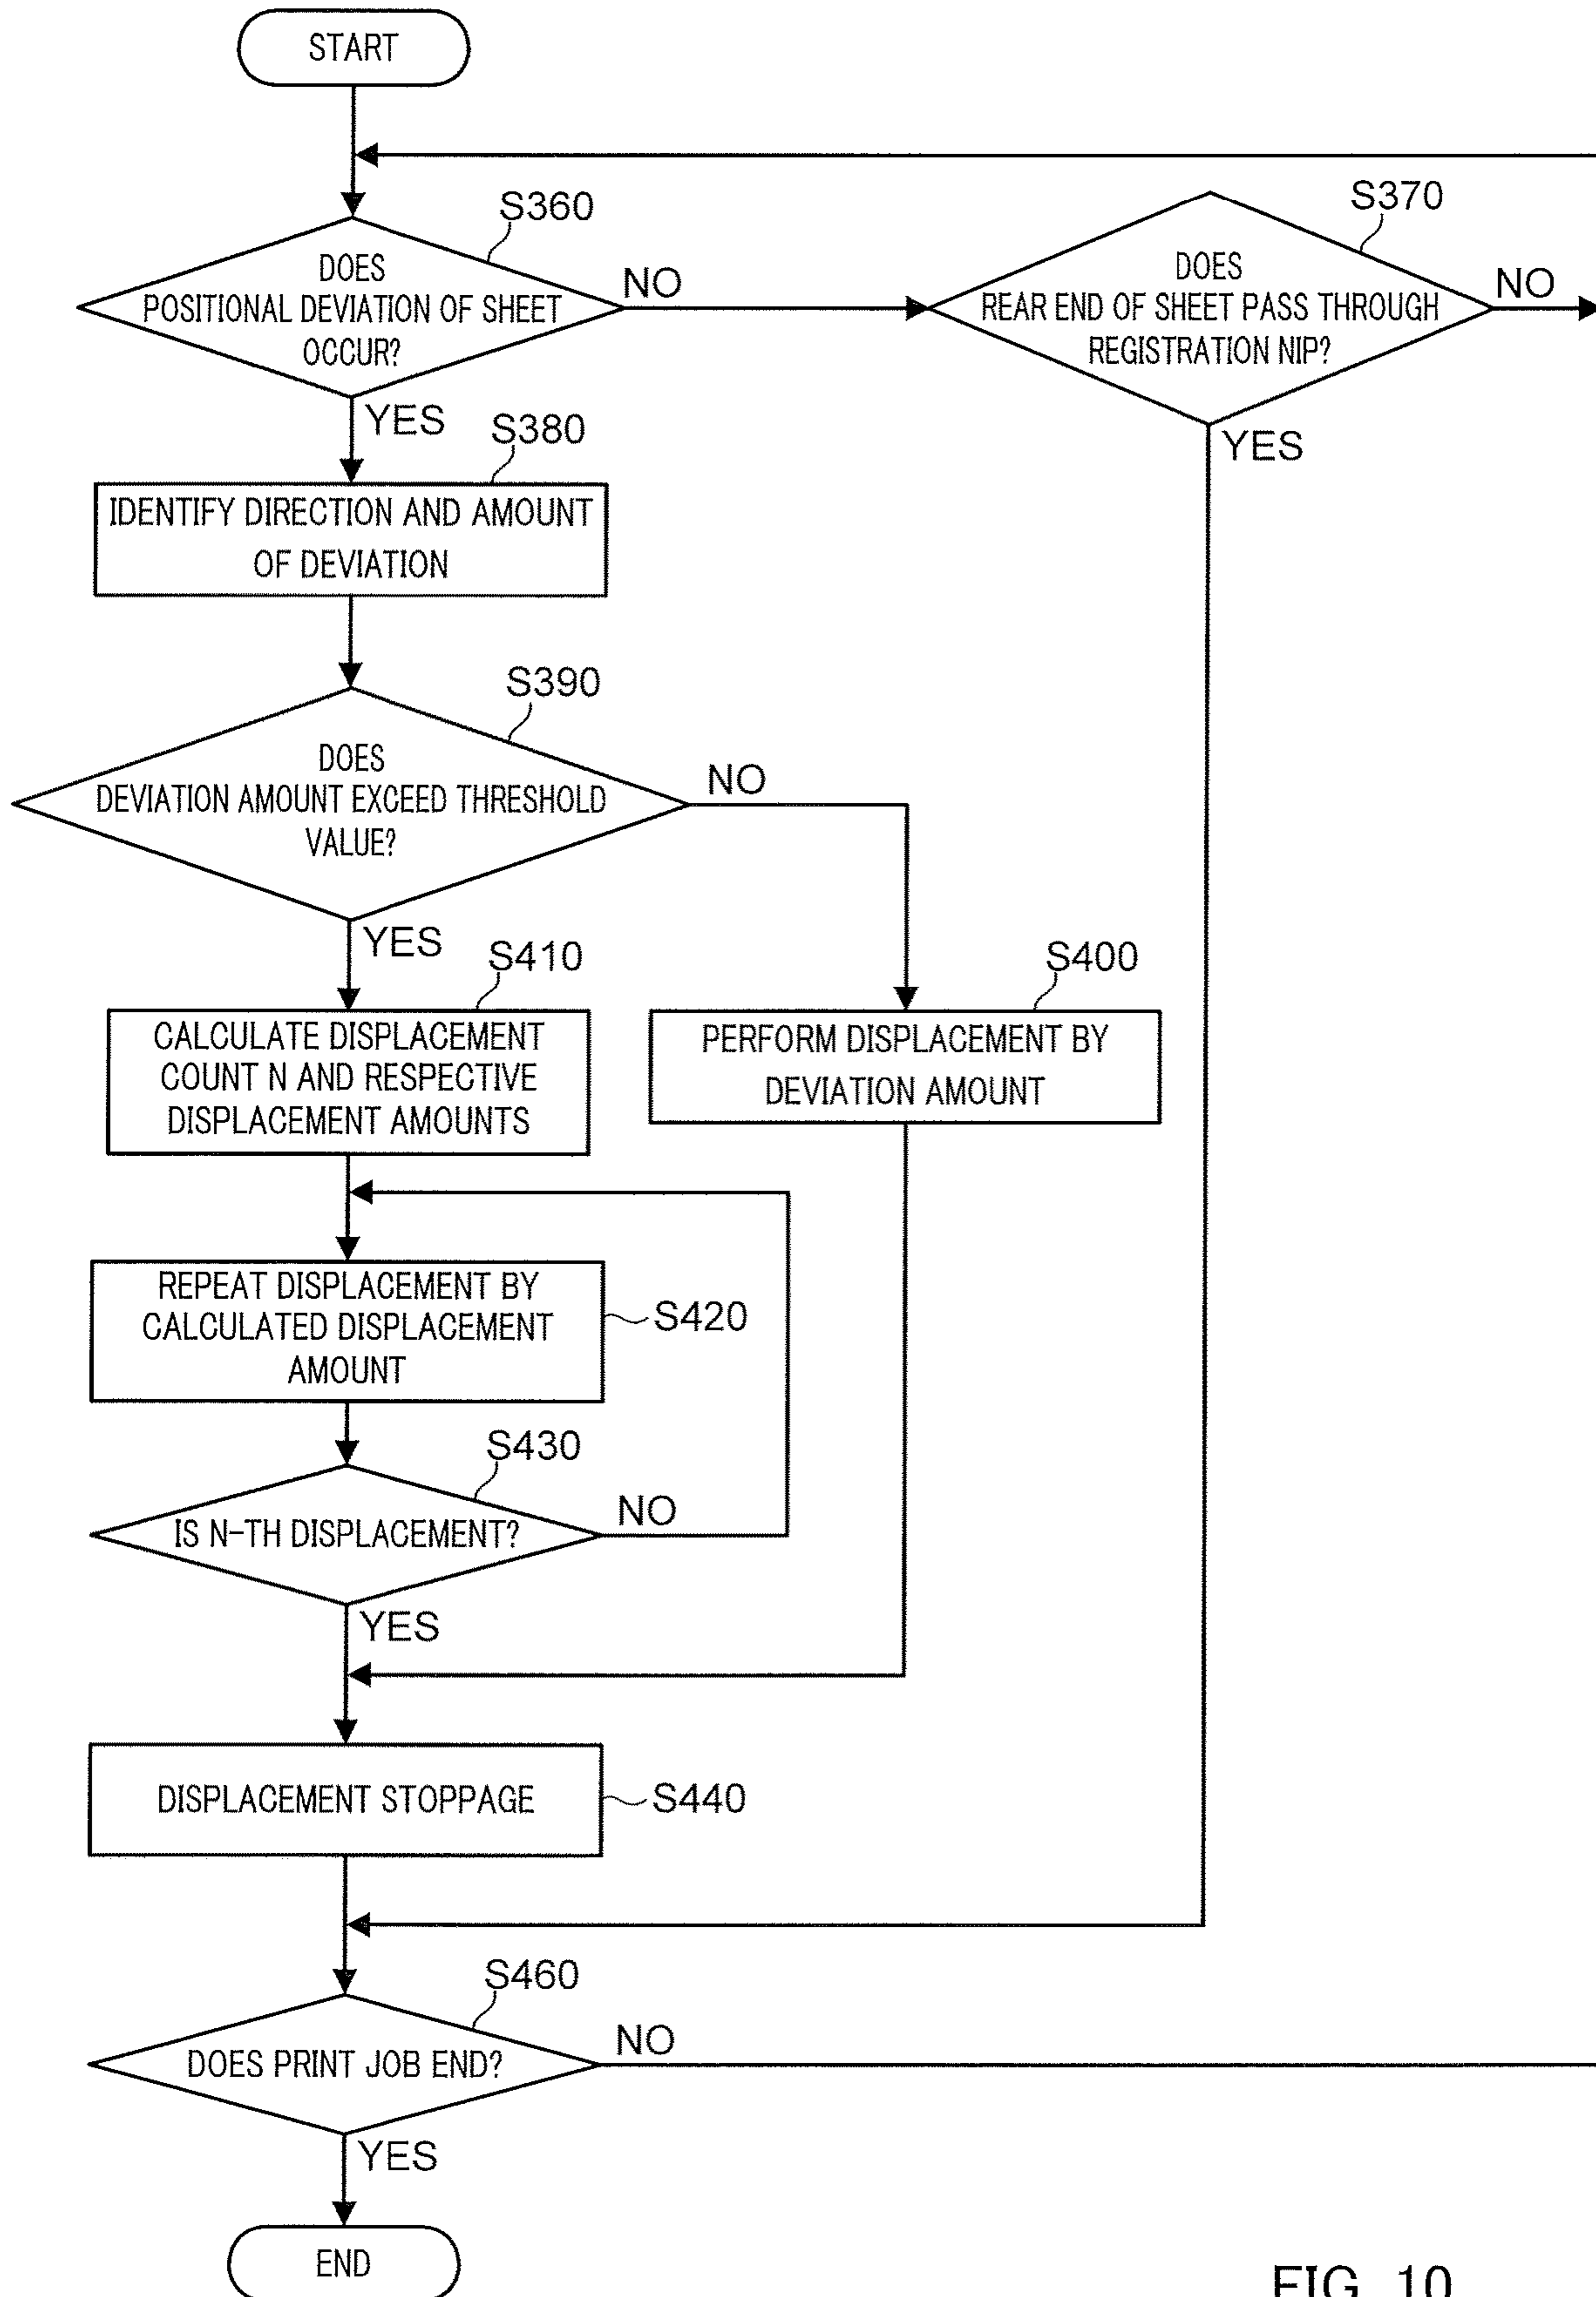 START
S360
DOES
POSITIONAL DEVIATION OF SHEET
OCCUR?
NO
S370
DOES
REAR END OF SHEET PASS THROUGH
REGISTRATION NIP?
NO
YES
YES
S380
IDENTIFY DIRECTION AND AMOUNT
OF DEVIATION
S390
DOES
DEVIATION AMOUNT EXCEED THRESHOLD
VALUE?
NO
YES
S410
CALCULATE DISPLACEMENT
COUNT N AND RESPECTIVE
DISPLACEMENT AMOUNTS
S400
PERFORM DISPLACEMENT BY
DEVIATION AMOUNT
REPEAT DISPLACEMENT BY
CALCULATED DISPLACEMENT
AMOUNT
S420
S430
IS N-TH DISPLACEMENT?
NO
YES
DISPLACEMENT STOPPAGE
S440
S460
DOES PRINT JOB END?
NO
YES
END
FIG. 10